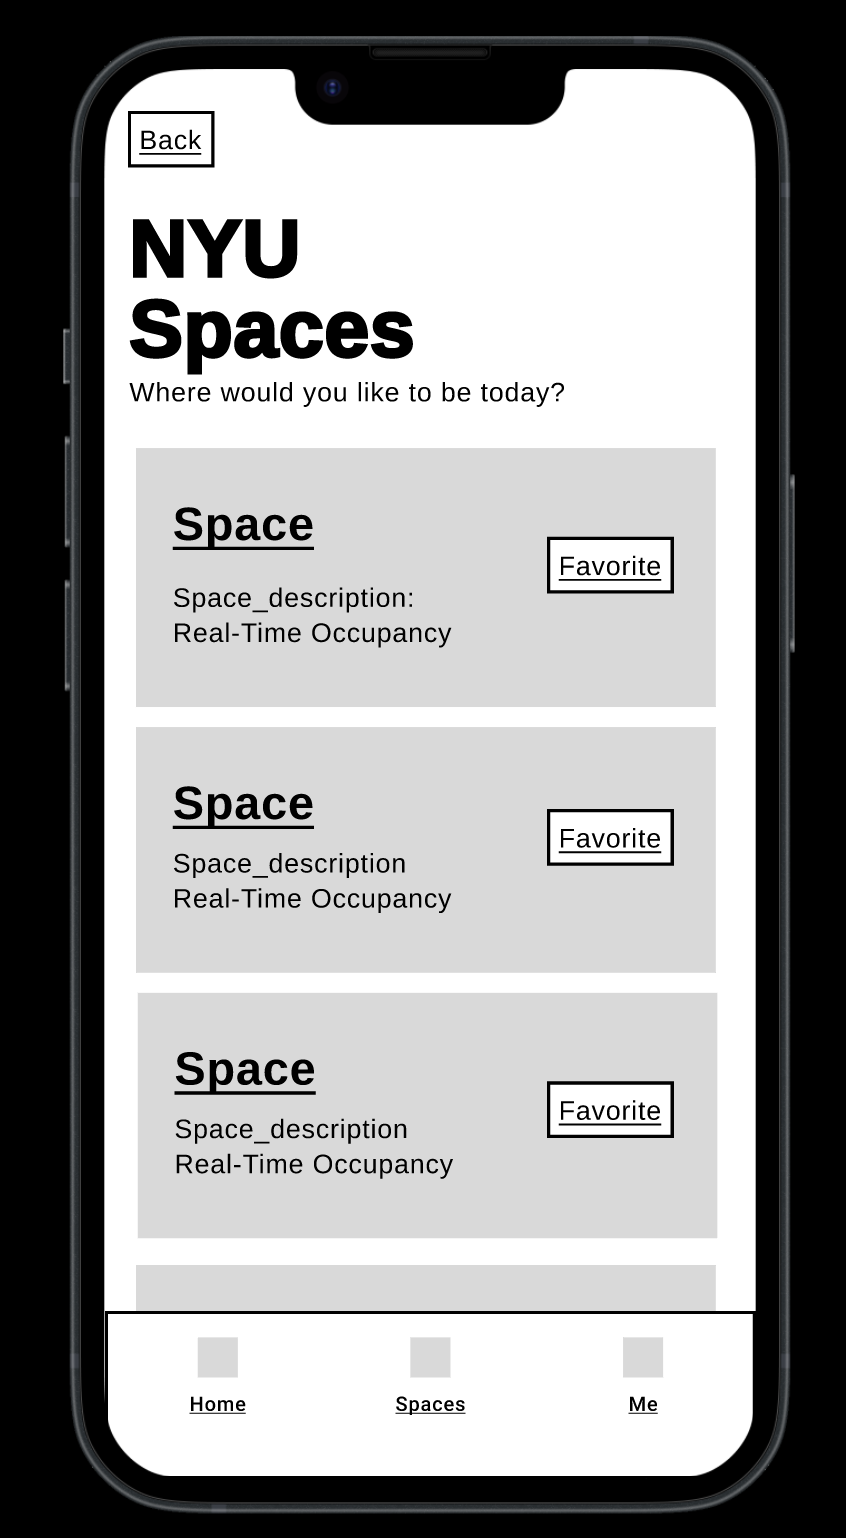 Back
NYU
Spaces
Where would you like to be today?
Space
Favorite
Space_description:
Real-Time Occupancy
Space
Favorite
Space_description
Real-Time Occupancy
Space
Favorite
Space_description
Real-Time Occupancy
Home
Spaces
Me